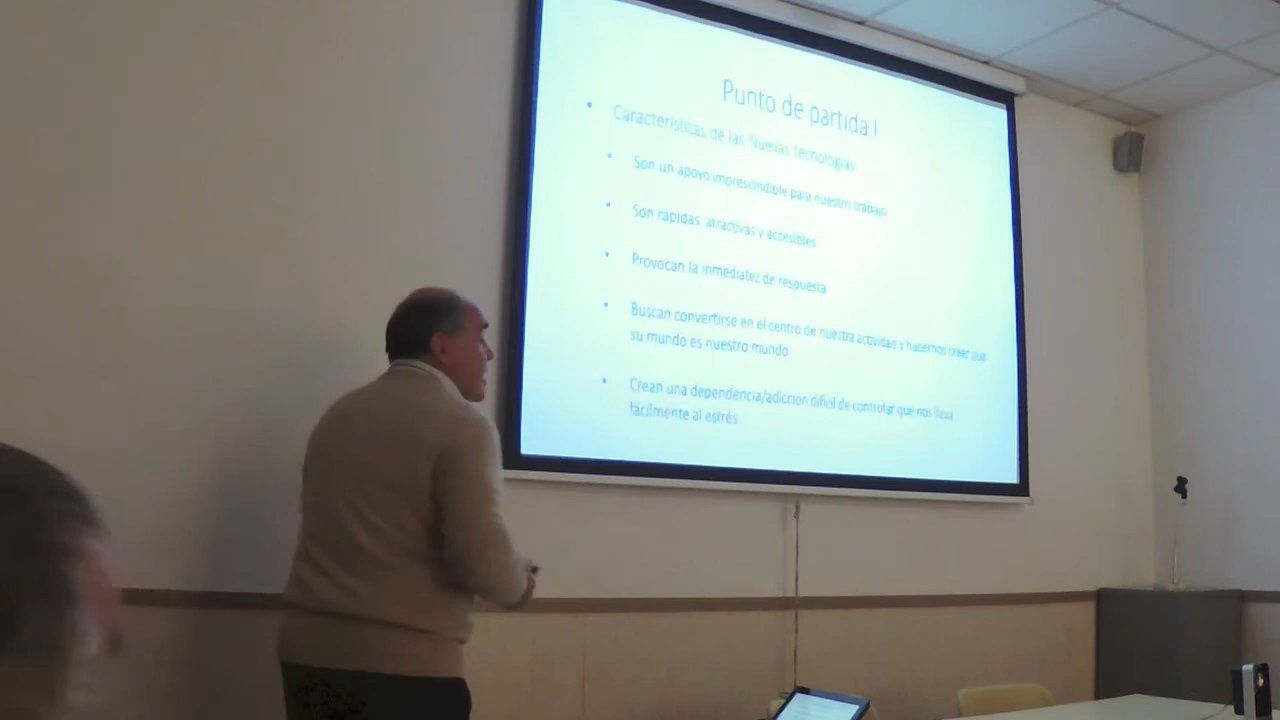 Punto de partida I
• Características de las Nuevas tecnologías
• Son un apoyo imprescindible para nuestro trabajo
• Son rápidas, atractivas y accesibles
• Provocan la inmediatez de respuesta
• Buscan convertirse en el centro de nuestra actividad y hacernos creer que
su mundo es nuestro mundo
• Crean una dependencia/adicción difícil de controlar que nos lleva
fácilmente al estrés